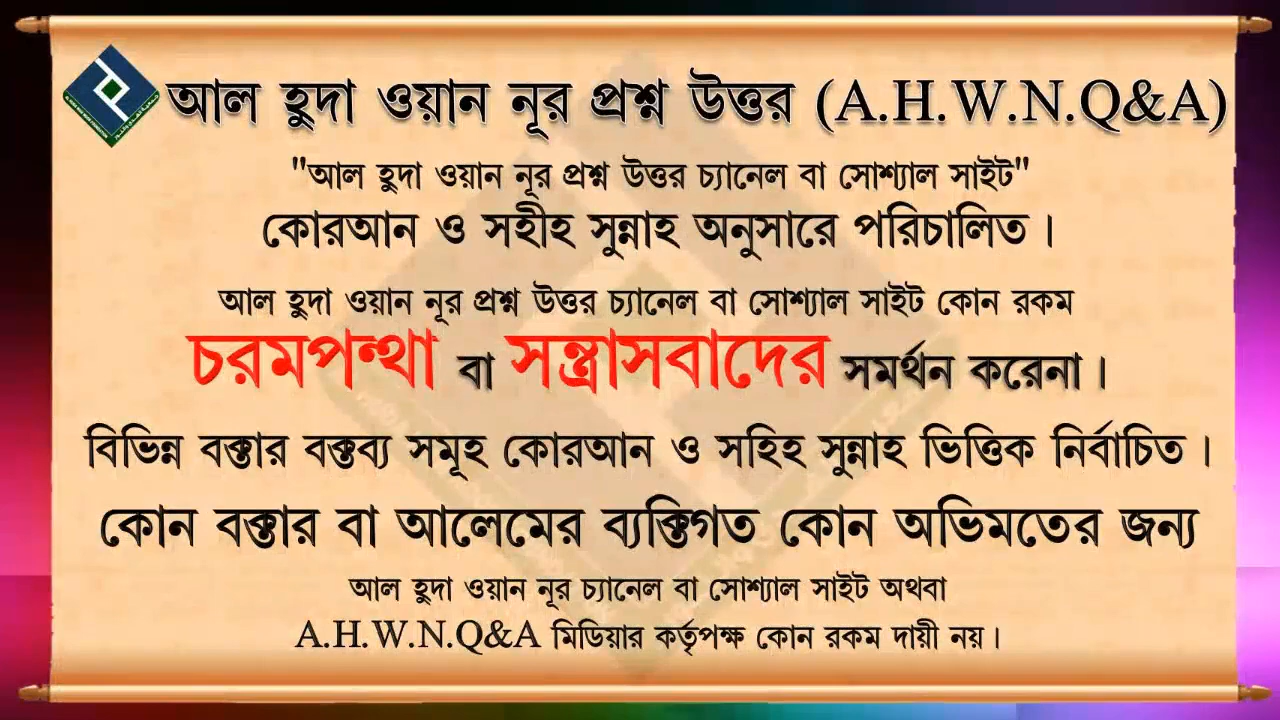 আল হুদা ওয়ান নূর প্রশ্ন উত্তর (A.H.W.N.Q&A)
"আল হুদা ওয়ান নূর প্রশ্ন উত্তর চ্যানেল বা সোশ্যাল সাইট"
কোরআন ও সহীহ সুন্নাহ অনুসারে পরিচালিত।
আল হুদা ওয়ান নূর প্রশ্ন উত্তর চ্যানেল বা সোশ্যাল সাইট কোন রকম
চরমপন্থা বা সন্ত্রাসবাদের সমর্থন করেনা।
বিভিন্ন বক্তার বক্তব্য সমূহ কোরআন ও সহিহ সুন্নাহ ভিত্তিক নির্বাচিত।
কোন বক্তার বা আলেমের ব্যক্তিগত কোন অভিমতের জন্য
আল হুদা ওয়ান নূর চ্যানেল বা সোশ্যাল সাইট অথবা
A.H.W.N.Q&A মিডিয়ার কর্তৃপক্ষ কোন রকম দায়ী নয়।